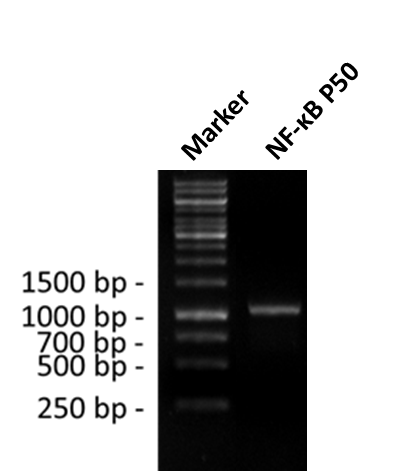 Marker
NF-κB P50
1500 bp -
1000 bp -
700 bp -
500 bp -
250 bp -